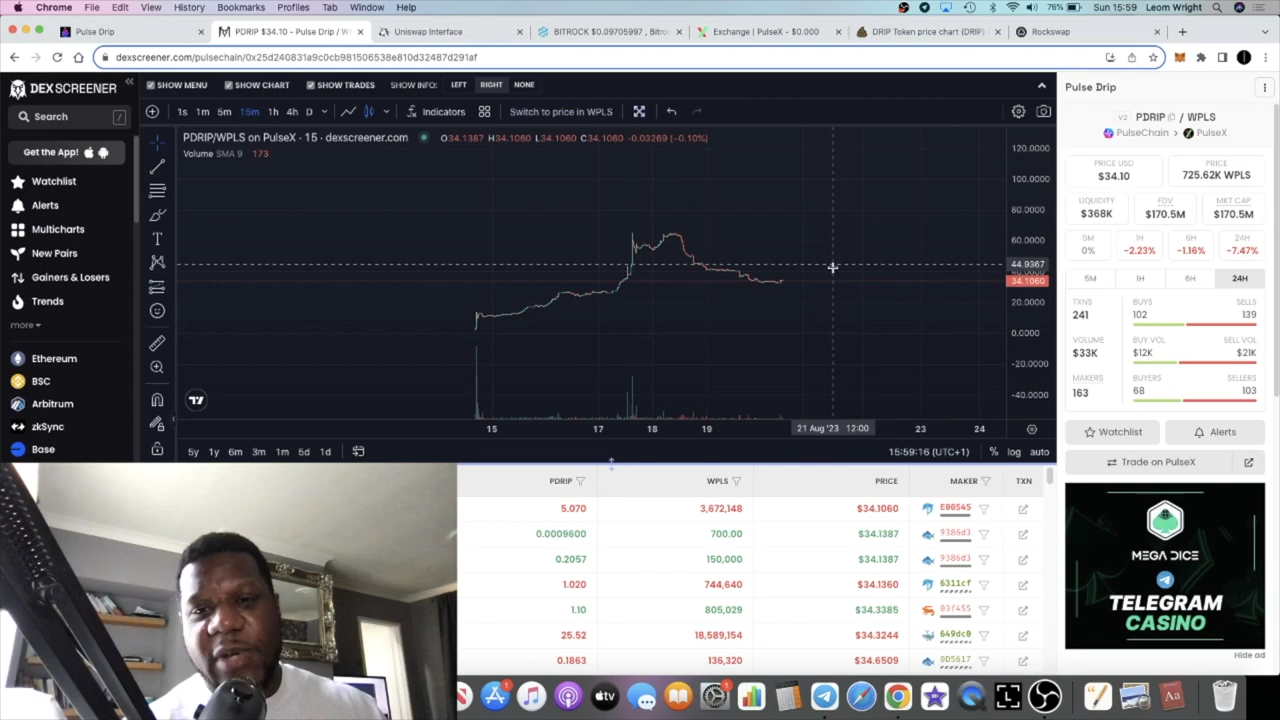 Chrome File Edit View History Bookmarks Profiles Tab Window Help
76% Sun 15:59 Leom Wright
Pulse Drip
PDRIP $34.10 - Pulse Drip / W
Uniswap Interface
BITROCK $0.09705997 , Bitro
Exchange | PulseX - $0.000
DRIP Token price chart (DRIP)
Rockswap
dexscreener.com/pulsechain/0x25d240831a9c0cb981506538e810d32487d291af
DEX SCREENER
Search /
Get the App!
Watchlist
Alerts
Multicharts
New Pairs
Gainers & Losers
Trends
more
Ethereum
BSC
Arbitrum
zkSync
Base
SHOW MENU SHOW CHART SHOW TRADES SHOW INFO: LEFT RIGHT NONE
1s 1m 5m 15m 1h 4h D Indicators Switch to price in WPLS
PDRIP/WPLS on PulseX · 15 · dexscreener.com O34.1387 H34.1060 L34.1060 C34.1060 -0.03269 (-0.10%)
Volume SMA 9 173
120.0000
100.0000
80.0000
60.0000
44.9367
34.1060
20.0000
0.0000
-20.0000
-40.0000
15 17 18 19 21 Aug '23 12:00 23 24
5y 1y 6m 3m 1m 5d 1d 15:59:16 (UTC+1) % log auto
PDRIP WPLS PRICE MAKER TXN
5.070 3,672,148 $34.1060 E00545
0.0009600 700.00 $34.1387 9386d3
0.2057 150,000 $34.1387 9386d3
1.020 744,640 $34.1360 6311cf
1.10 805,029 $34.3385 03f455
25.52 18,589,154 $34.3244 649dc0
0.1863 136,320 $34.6509 0D5617
Pulse Drip
V2 PDRIP / WPLS
PulseChain > PulseX
PRICE USD PRICE
$34.10 725.62K WPLS
LIQUIDITY FDV MKT CAP
$368K $170.5M $170.5M
5M 1H 6H 24H
0% -2.23% -1.16% -7.47%
5M 1H 6H 24H
TXNS BUYS SELLS
241 102 139
VOLUME BUY VOL SELL VOL
$33K $12K $21K
MAKERS BUYERS SELLERS
163 68 103
Watchlist Alerts
Trade on PulseX
MEGA DICE
TELEGRAM
CASINO
Hide ad